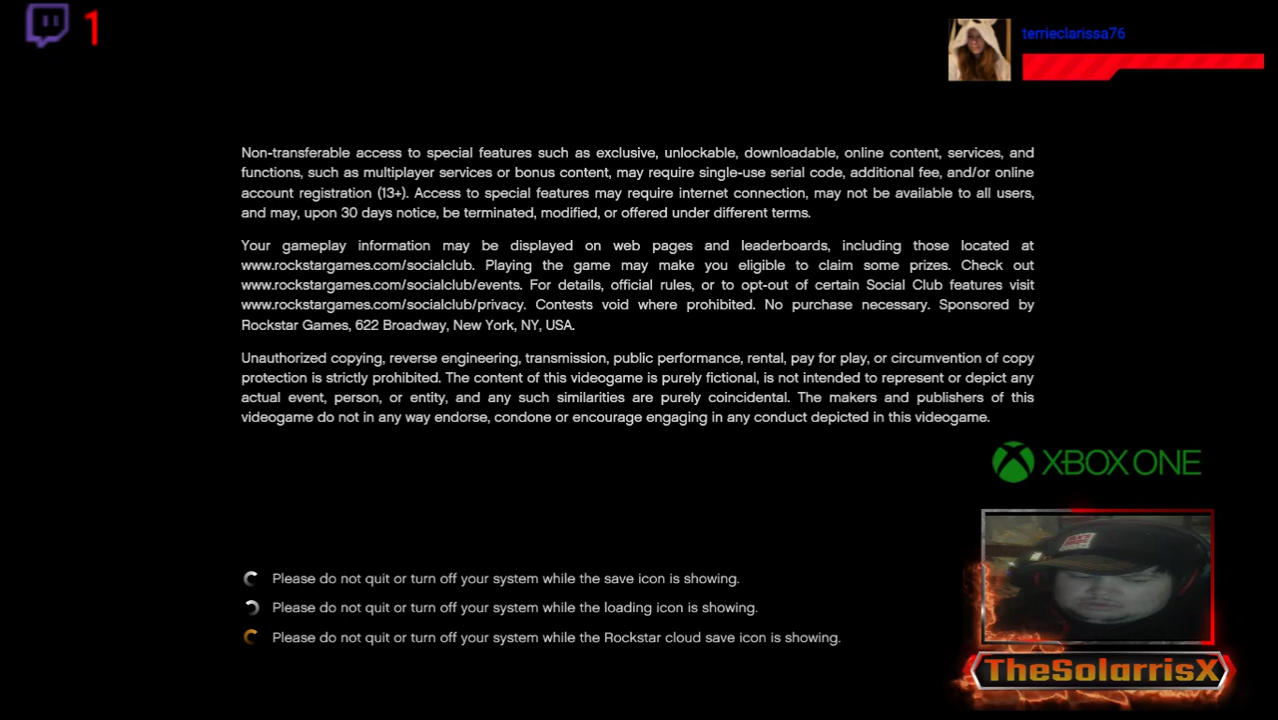 1
terrieclarissa76
Non-transferable access to special features such as exclusive, unlockable, downloadable, online content, services, and
functions, such as multiplayer services or bonus content, may require single-use serial code, additional fee, and/or online
account registration (13+). Access to special features may require internet connection, may not be available to all users,
and may, upon 30 days notice, be terminated, modified, or offered under different terms.
Your gameplay information may be displayed on web pages and leaderboards, including those located at
www.rockstargames.com/socialclub. Playing the game may make you eligible to claim some prizes. Check out
www.rockstargames.com/socialclub/events. For details, official rules, or to opt-out of certain Social Club features visit
www.rockstargames.com/socialclub/privacy. Contests void where prohibited. No purchase necessary. Sponsored by
Rockstar Games, 622 Broadway, New York, NY, USA.
Unauthorized copying, reverse engineering, transmission, public performance, rental, pay for play, or circumvention of copy
protection is strictly prohibited. The content of this videogame is purely fictional, is not intended to represent or depict any
actual event, person, or entity, and any such similarities are purely coincidental. The makers and publishers of this
videogame do not in any way endorse, condone or encourage engaging in any conduct depicted in this videogame.
XBOX ONE
Please do not quit or turn off your system while the save icon is showing.
Please do not quit or turn off your system while the loading icon is showing.
Please do not quit or turn off your system while the Rockstar cloud save icon is showing.
TheSolarrisX